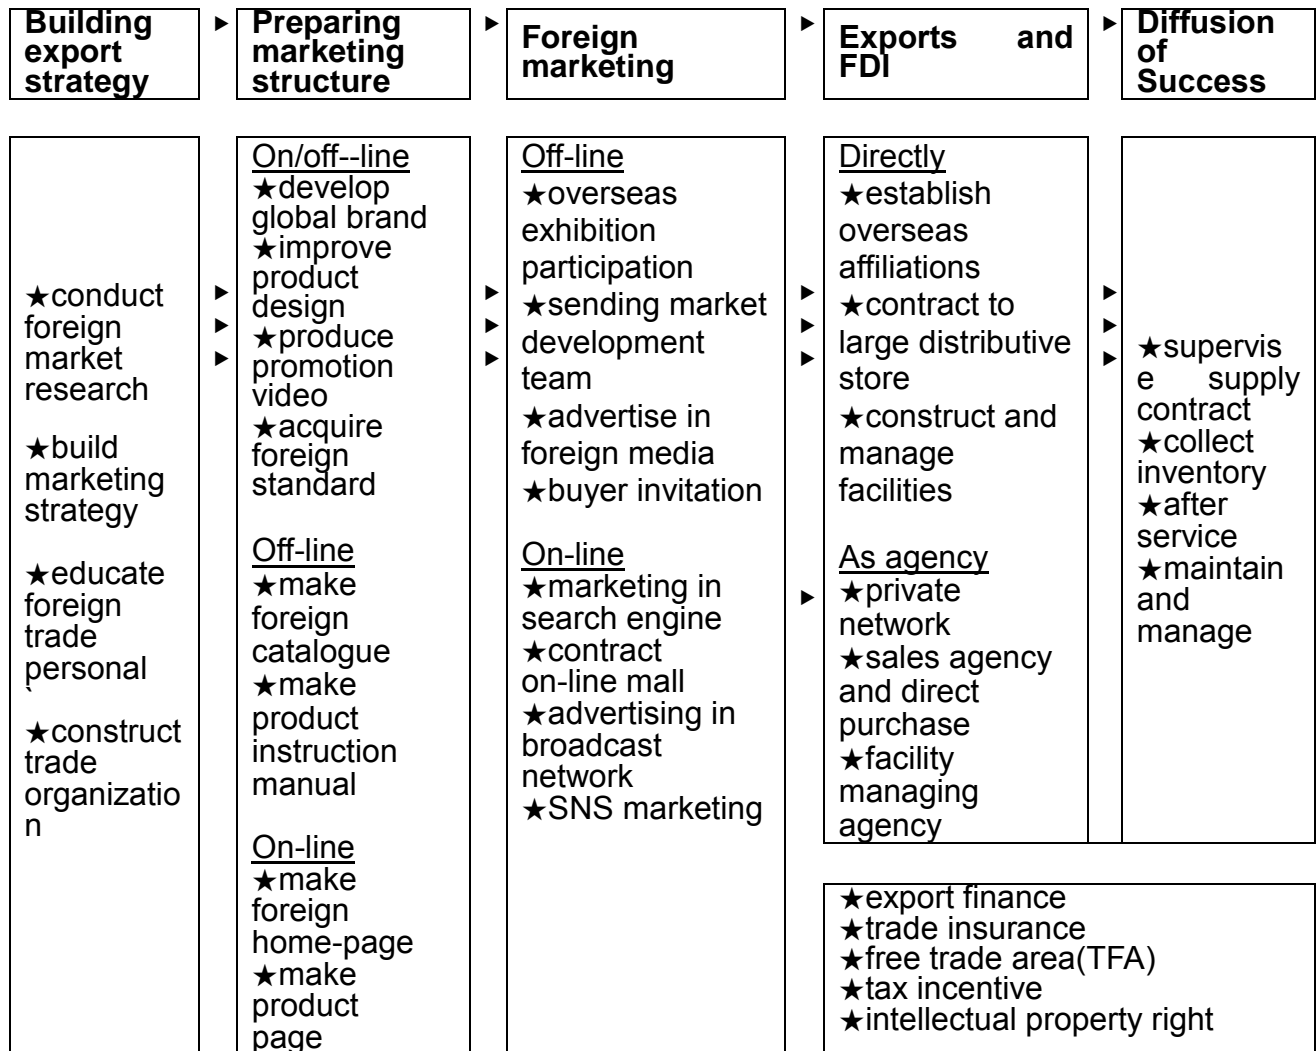 Building
export
strategy
▶
Preparing
marketing
structure
▶
Foreign
marketing
▶
Exports and
FDI
▶
Diffusion
of
Success
★conduct
foreign
market
research
★build
marketing
strategy
★educate
foreign
trade
personal
`
★construct
trade
organizatio
n
▶
▶
▶
On/off--line
★develop
global brand
★improve
product
design
★produce
promotion
video
★acquire
foreign
standard
Off-line
★make
foreign
catalogue
★make
product
instruction
manual
On-line
★make
foreign
home-page
★make
product
page
▶
▶
▶
Off-line
★overseas
exhibition
participation
★sending market
development
team
★advertise in
foreign media
★buyer invitation
On-line
★marketing in
search engine
★contract
on-line mall
★advertising in
broadcast
network
★SNS marketing
▶
▶
▶
▶
Directly
★establish
overseas
affiliations
★contract to
large distributive
store
★construct and
manage
facilities
As agency
★private
network
★sales agency
and direct
purchase
★facility
managing
agency
▶
▶
▶
★supervis
e supply
contract
★collect
inventory
★after
service
★maintain
and
manage
★export finance
★trade insurance
★free trade area(TFA)
★tax incentive
★intellectual property right